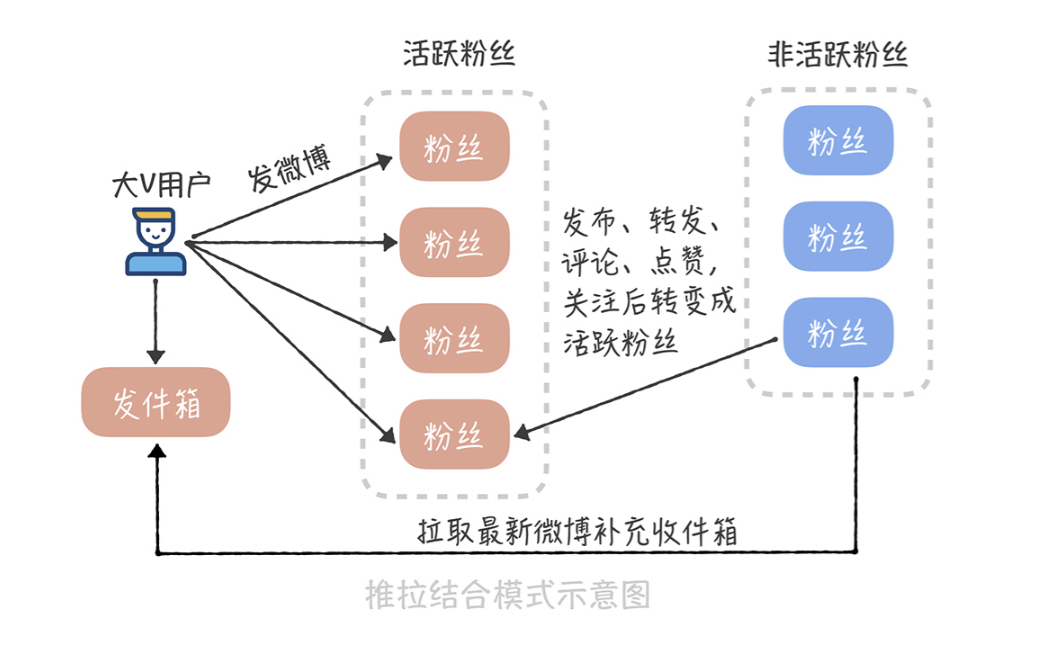 活跃粉丝
非活跃粉丝
大V用户
发微博
粉丝
粉丝
粉丝
粉丝
粉丝
粉丝
粉丝
发布、转发、
评论、点赞，
关注后转变成
活跃粉丝
发件箱
拉取最新微博补充收件箱
推拉结合模式示意图